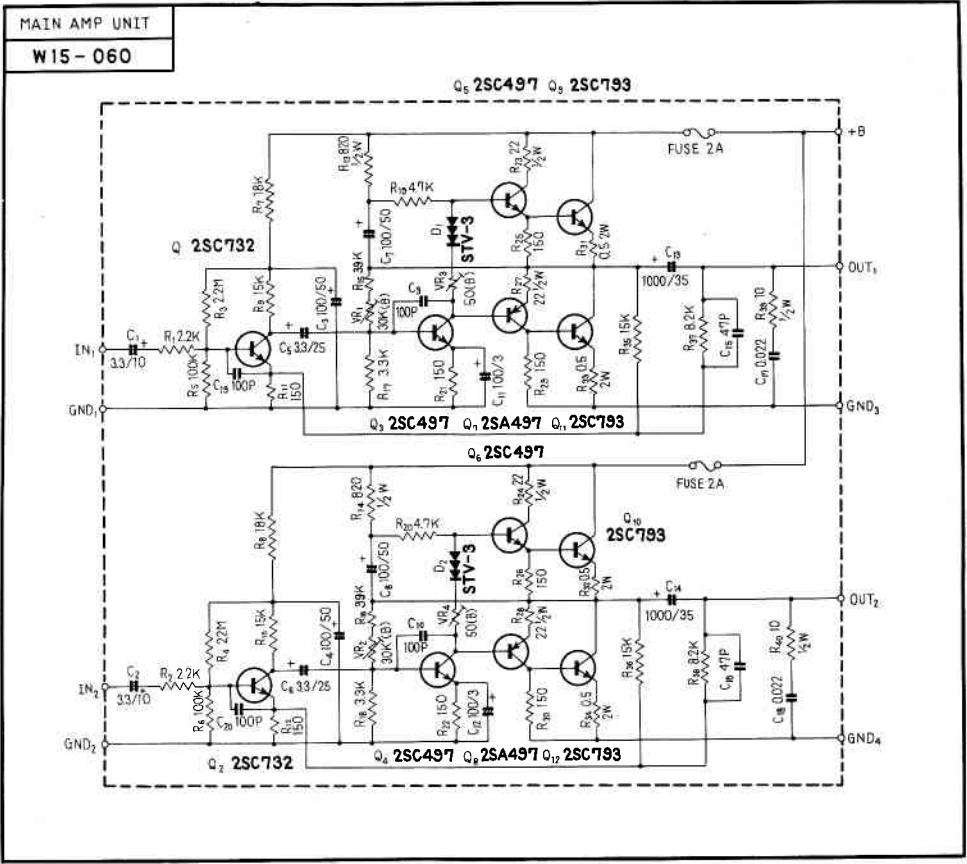 MAIN AMP UNIT
W15-060
Q5 2SC497 Q9 2SC793
+B
FUSE 2A
R13 820
½W
R23 22
½W
R7 18K
R19 4.7K
D1
STV-3
C7 100/50
R25
150
R31
0.5 2W
C13
1000/35
OUT1
Q 2SC732
R3 2.2M
R9 15K
C3 100/50
R15 39K
VR1
30K(B)
C9
100P
VR3
50(B)
R27
22 ½W
R35 15K
R37 8.2K
C15 47P
R39 10
½W
IN1
C1
3.3/10
R1 2.2K
C5 3.3/25
R5 100K
C19 100P
R11
150
R17 3.3K
R21 150
C11 100/3
R29 150
R33 0.5
2W
C17 0.022
GND1
GND3
Q3 2SC497 Q7 2SA497 Q11 2SC793
Q6 2SC497
FUSE 2A
R14 820
½W
R24 22
½W
R8 18K
R20 4.7K
D2
STV-3
Q10
2SC793
C8 100/50
R26
150
R32 0.5
2W
C14
1000/35
OUT2
R4 2.2M
R10 15K
C4 100/50
R16 39K
VR2
30K(B)
C10
100P
VR4
50(B)
R28
22 ½W
R36 15K
R38 8.2K
C16 47P
R40 10
½W
IN2
C2
3.3/10
R2 2.2K
C6 3.3/25
R6 100K
C20 100P
R12
150
R18 3.3K
R22 150
C12 100/3
R30 150
R34 0.5
2W
C18 0.022
GND2
GND4
Q2 2SC732
Q4 2SC497 Q8 2SA497 Q12 2SC793